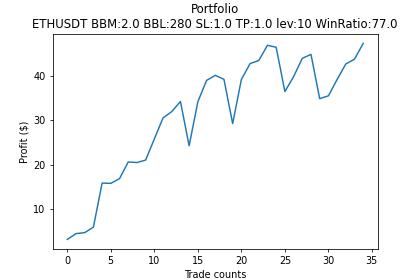 Portfolio
ETHUSDT BBM:2.0 BBL:280 SL:1.0 TP:1.0 lev:10 WinRatio:77.0
40
30
20
10
Profit ($)
0 5 10 15 20 25 30 35
Trade counts